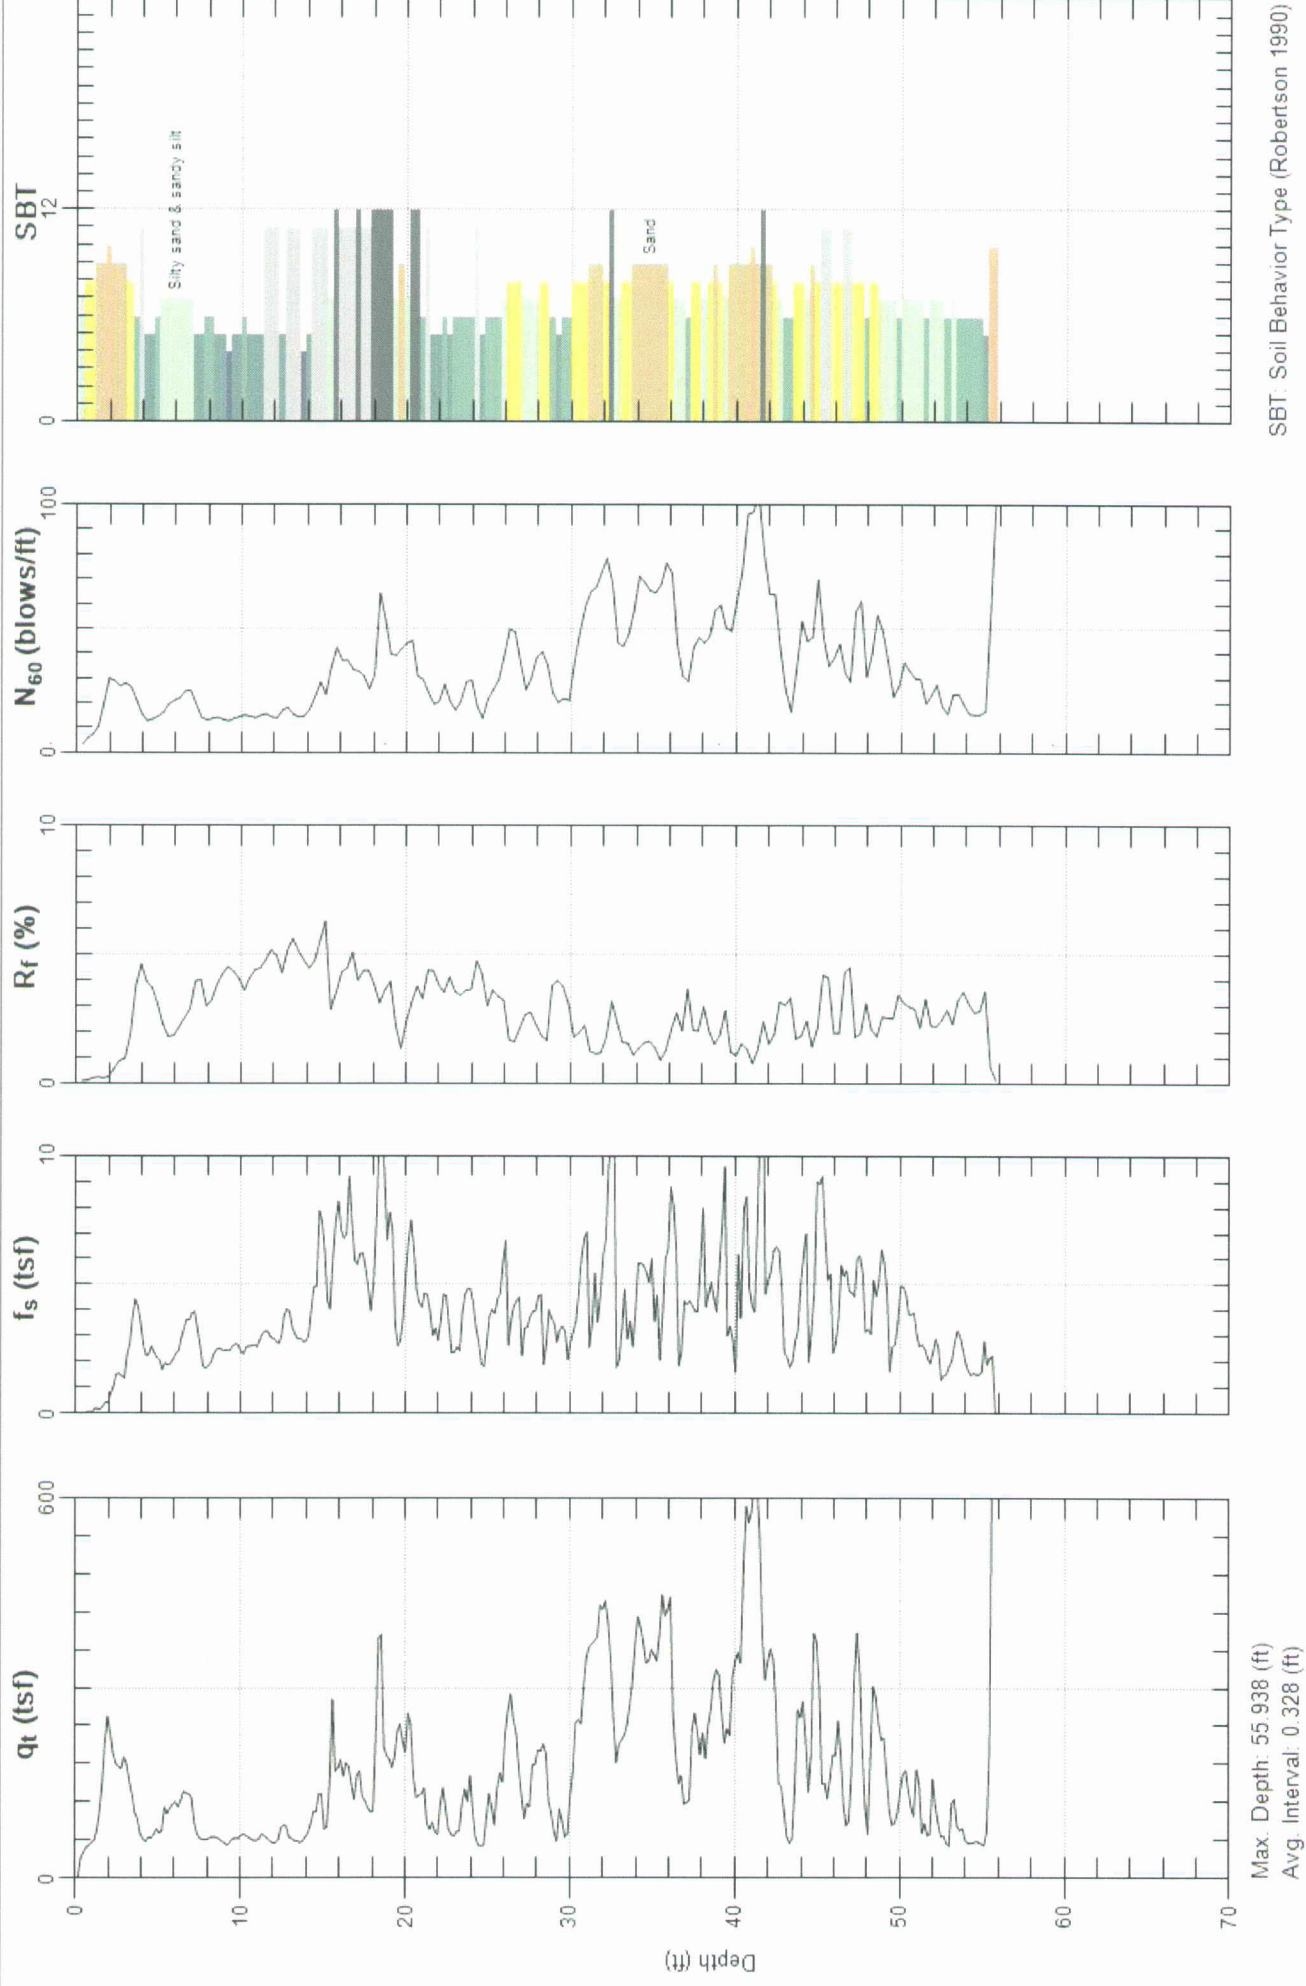 qt (tsf)
0
600
fs (tsf)
0
10
Rf (%)
0
10
N60 (blows/ft)
0
100
SBT
0
12
Depth (ft)
0
10
20
30
40
50
60
70
Silty sand & sandy silt
Sand
Max. Depth: 55.938 (ft)
Avg. Interval: 0.328 (ft)
SBT: Soil Behavior Type (Robertson 1990)